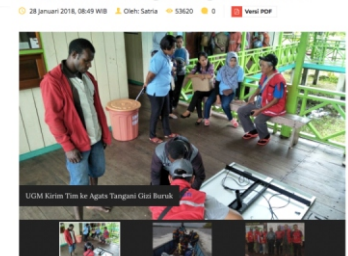 28 Januari 2018, 08:49 WIB Oleh: Satria 53620 0 Versi PDF
UGM Kirim Tim ke Agats Tangani Gizi Buruk